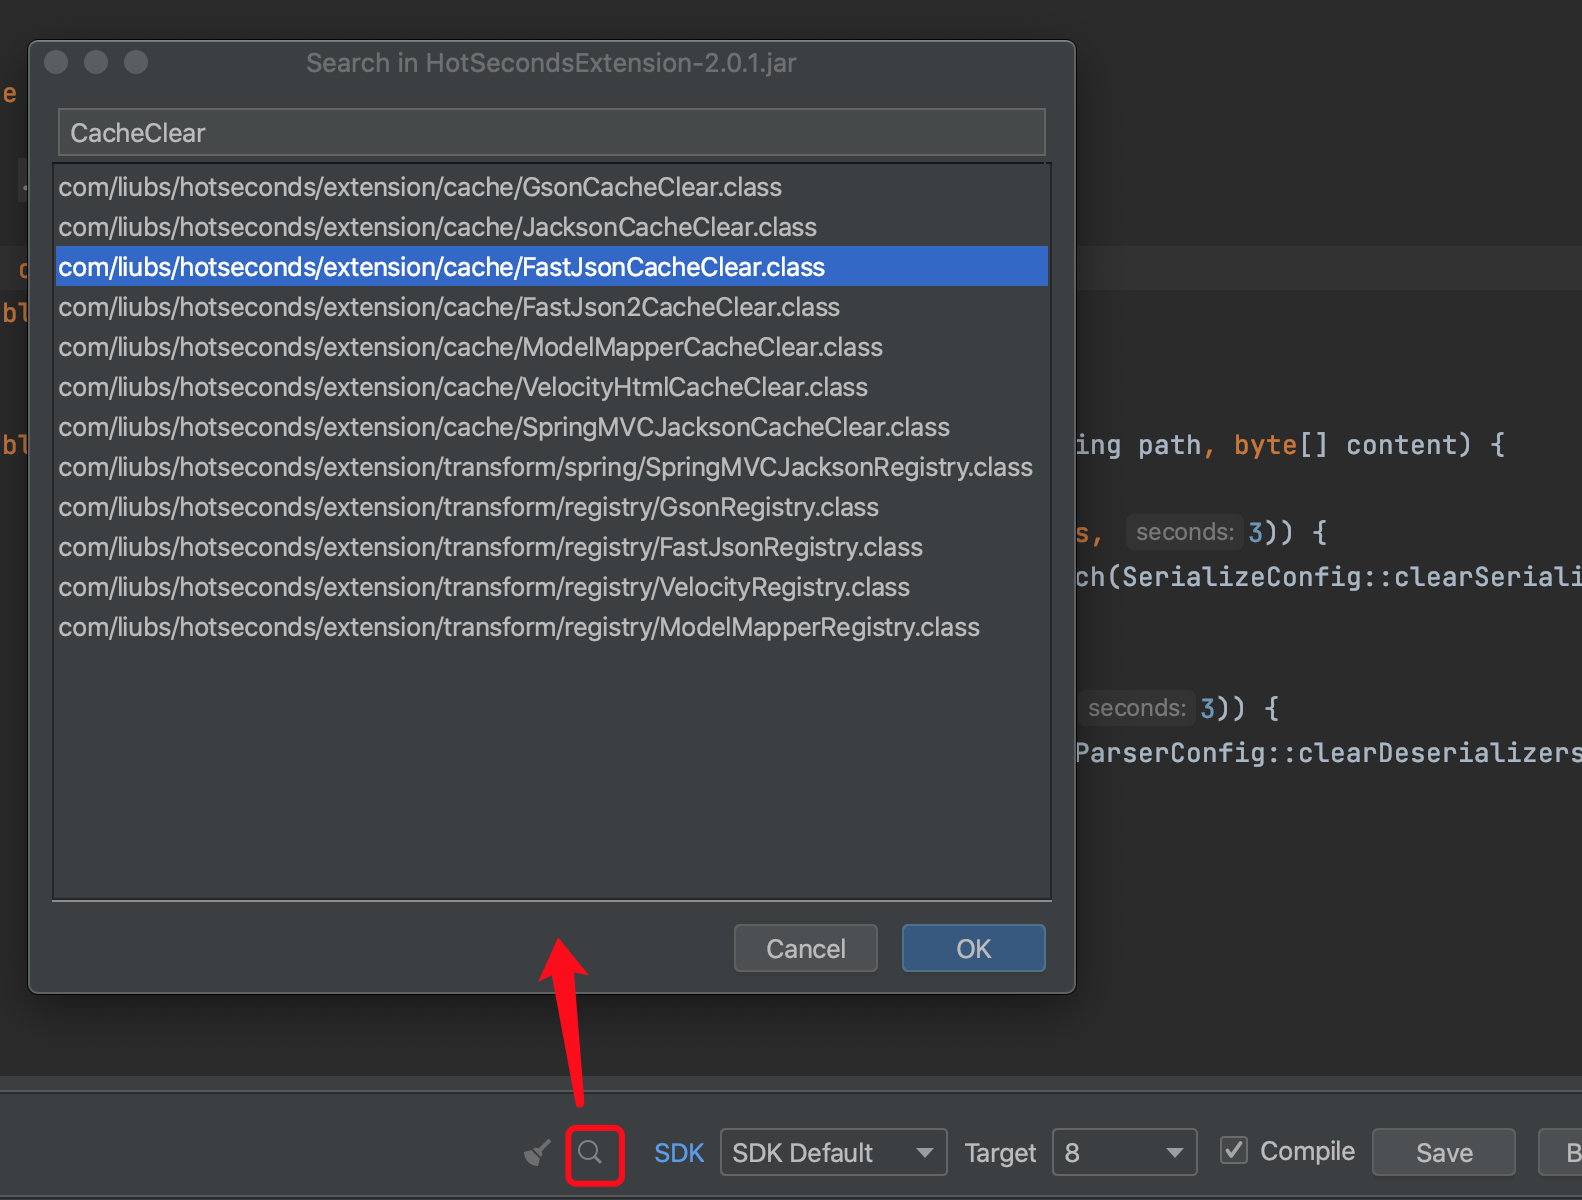 Search in HotSecondsExtension-2.0.1.jar
e
CacheClear
com/liubs/hotseconds/extension/cache/GsonCacheClear.class
com/liubs/hotseconds/extension/cache/JacksonCacheClear.class
com/liubs/hotseconds/extension/cache/FastJsonCacheClear.class
com/liubs/hotseconds/extension/cache/FastJson2CacheClear.class
bl
com/liubs/hotseconds/extension/cache/ModelMapperCacheClear.class
com/liubs/hotseconds/extension/cache/VelocityHtmlCacheClear.class
com/liubs/hotseconds/extension/cache/SpringMVCJacksonCacheClear.class
bl
ing path, byte[] content) {
com/liubs/hotseconds/extension/transform/spring/SpringMVCJacksonRegistry.class
com/liubs/hotseconds/extension/transform/registry/GsonRegistry.class
com/liubs/hotseconds/extension/transform/registry/FastJsonRegistry.class
s, seconds: 3)) {
com/liubs/hotseconds/extension/transform/registry/VelocityRegistry.class
ch(SerializeConfig::clearSeriali
com/liubs/hotseconds/extension/transform/registry/ModelMapperRegistry.class
seconds: 3)) {
ParserConfig::clearDeserializers
Cancel OK
SDK SDK Default Target 8 Compile Save B